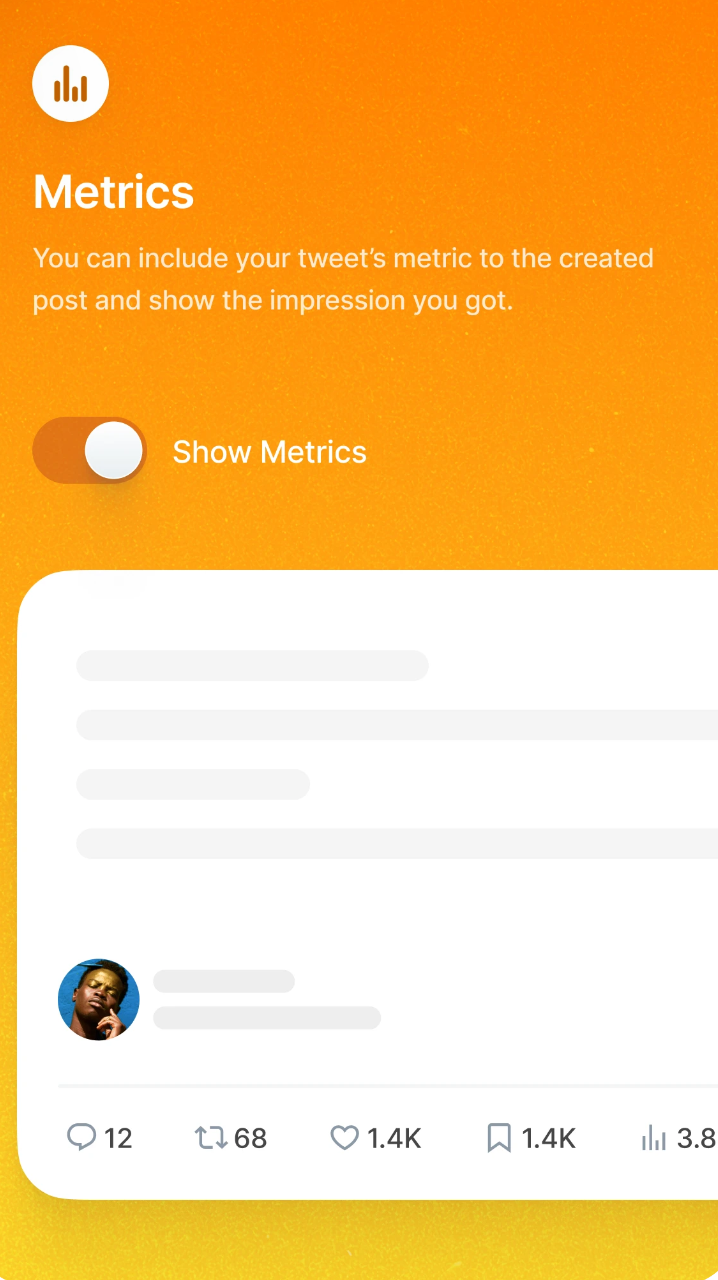 Metrics
You can include your tweet’s metric to the created
post and show the impression you got.
Show Metrics
12 68 1.4K 1.4K 3.8